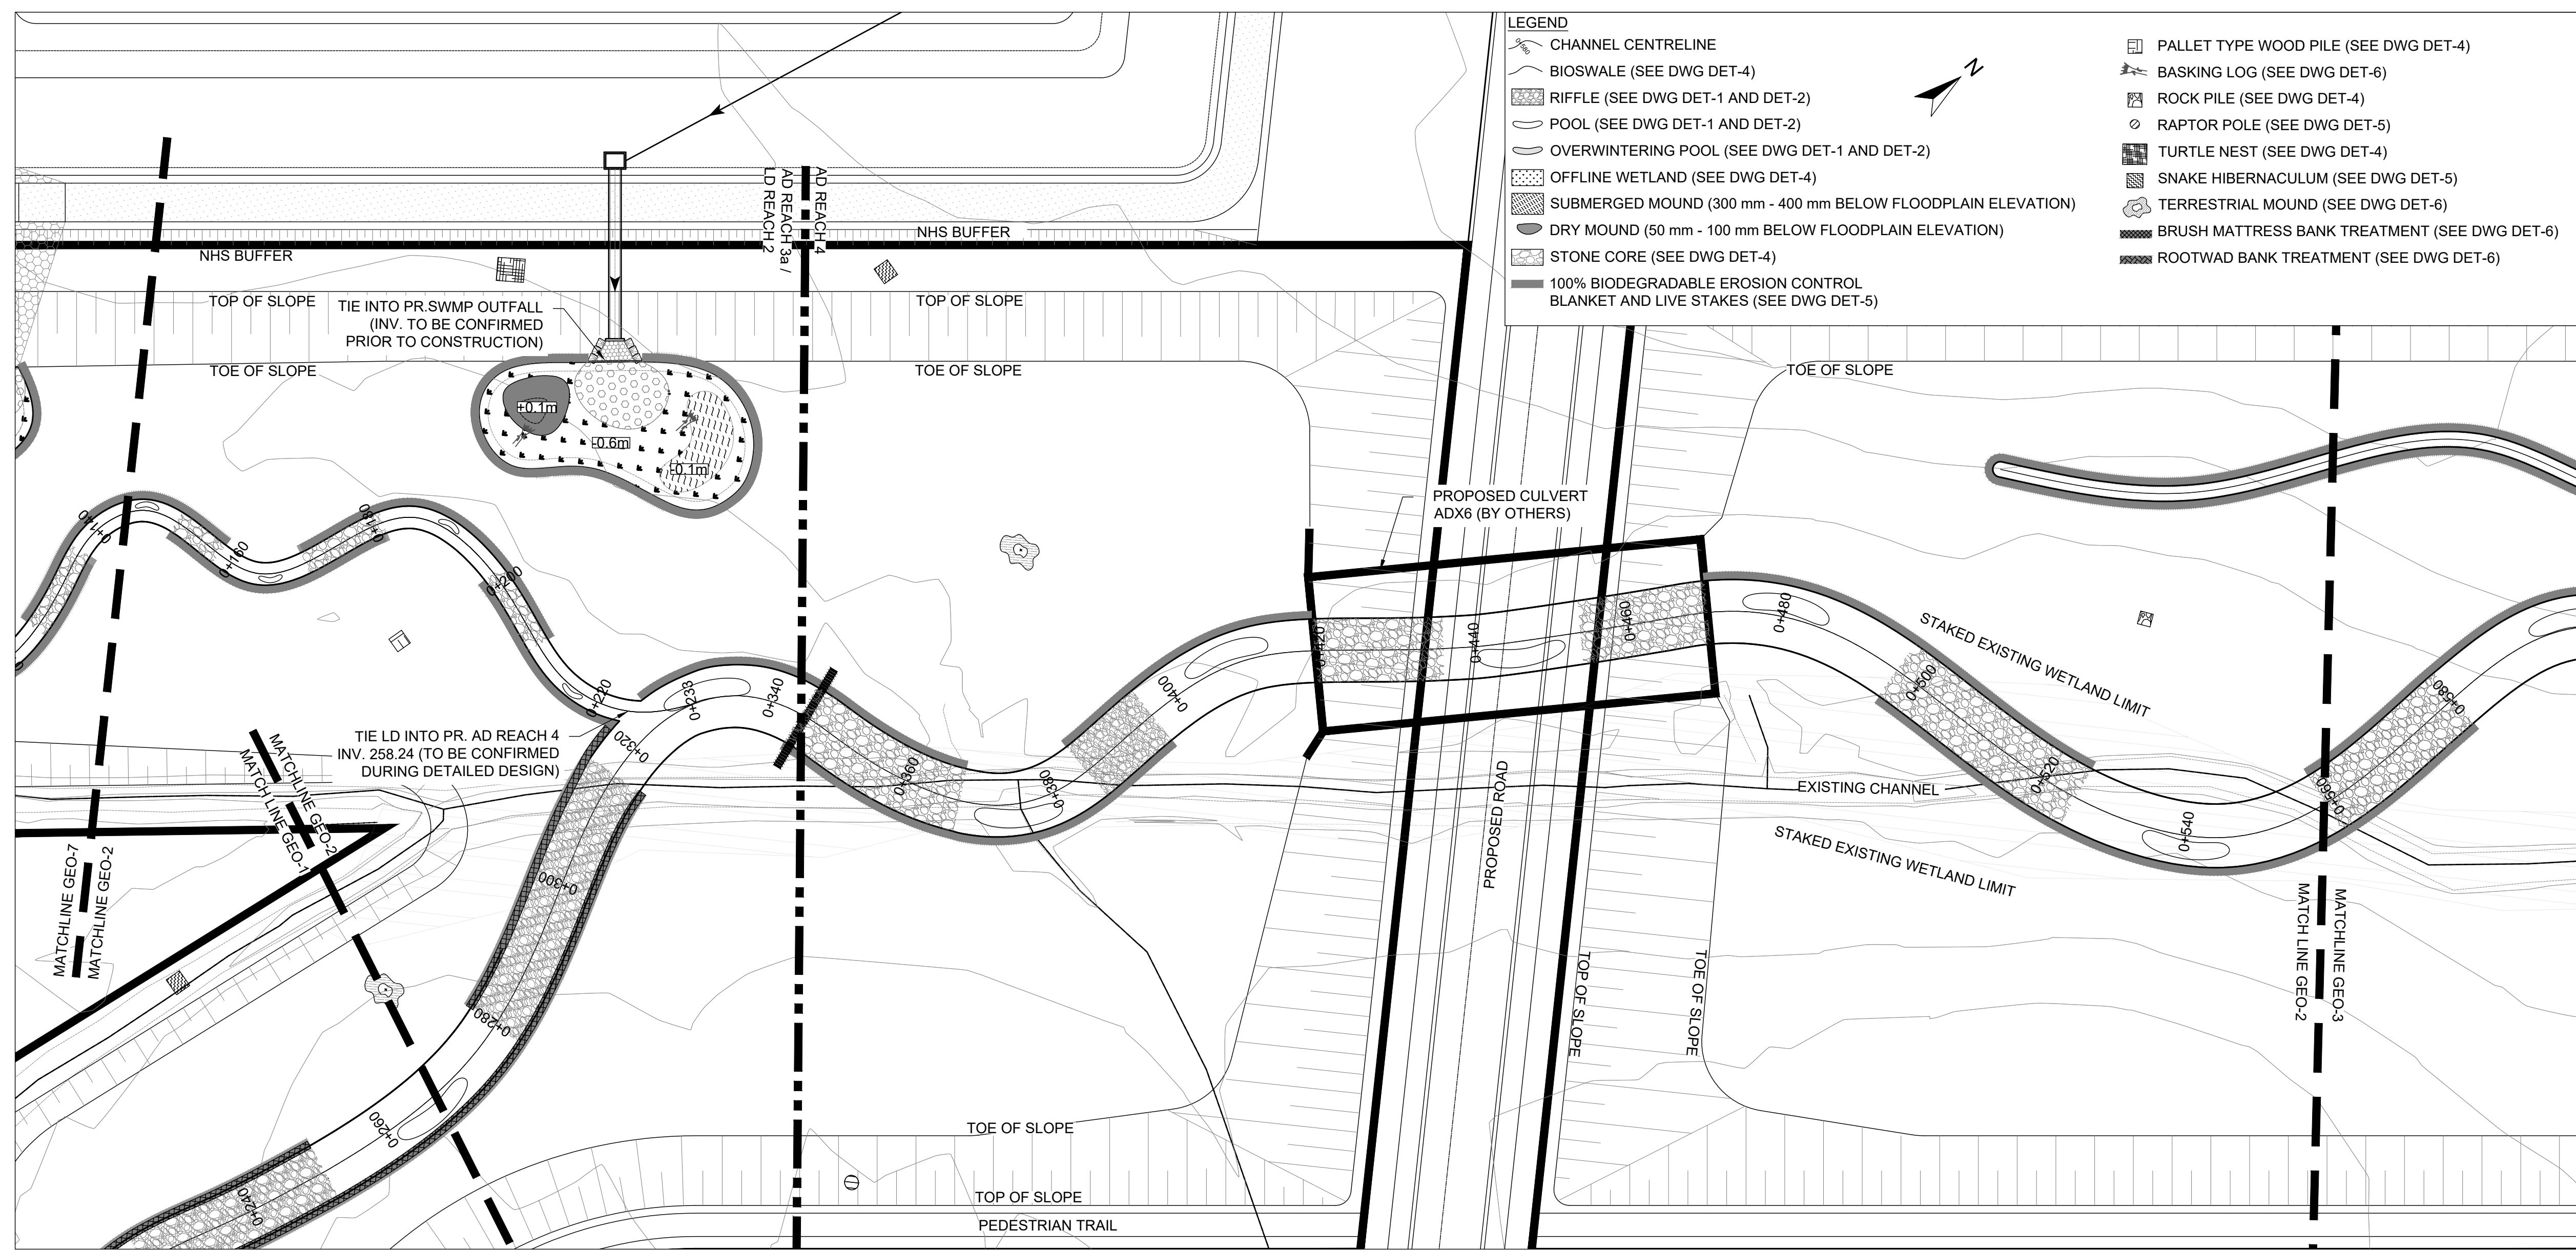 LEGEND
CHANNEL CENTRELINE
BIOSWALE (SEE DWG DET-4)
RIFFLE (SEE DWG DET-1 AND DET-2)
POOL (SEE DWG DET-1 AND DET-2)
OVERWINTERING POOL (SEE DWG DET-1 AND DET-2)
OFFLINE WETLAND (SEE DWG DET-4)
SUBMERGED MOUND (300 mm - 400 mm BELOW FLOODPLAIN ELEVATION)
DRY MOUND (50 mm - 100 mm BELOW FLOODPLAIN ELEVATION)
STONE CORE (SEE DWG DET-4)
100% BIODEGRADABLE EROSION CONTROL
BLANKET AND LIVE STAKES (SEE DWG DET-5)
N
PALLET TYPE WOOD PILE (SEE DWG DET-4)
BASKING LOG (SEE DWG DET-6)
ROCK PILE (SEE DWG DET-4)
RAPTOR POLE (SEE DWG DET-5)
TURTLE NEST (SEE DWG DET-4)
SNAKE HIBERNACULUM (SEE DWG DET-5)
TERRESTRIAL MOUND (SEE DWG DET-6)
BRUSH MATTRESS BANK TREATMENT (SEE DWG DET-6)
ROOTWAD BANK TREATMENT (SEE DWG DET-6)
LD REACH 2
AD REACH 3a /
AD REACH 4
NHS BUFFER
NHS BUFFER
TOP OF SLOPE
TOP OF SLOPE
TIE INTO PR.SWMP OUTFALL
(INV. TO BE CONFIRMED
PRIOR TO CONSTRUCTION)
TOE OF SLOPE
TOE OF SLOPE
TOE OF SLOPE
+0.1m
-0.6m
-0.1m
PROPOSED CULVERT
ADX6 (BY OTHERS)
0+140
0+160
0+180
0+200
0+220
0+233
0+340
0+320
0+360
0+380
0+400
0+420
0+440
0+460
0+480
0+500
0+520
0+540
0+560
0+580
STAKED EXISTING WETLAND LIMIT
TIE LD INTO PR. AD REACH 4
INV. 258.24 (TO BE CONFIRMED
DURING DETAILED DESIGN)
MATCHLINE GEO-2
MATCH LINE GEO-1
EXISTING CHANNEL
STAKED EXISTING WETLAND LIMIT
PROPOSED ROAD
MATCHLINE GEO-7
MATCHLINE GEO-2
0+300
0+280
0+260
0+240
TOP OF SLOPE
TOE OF SLOPE
MATCH LINE GEO-2
MATCHLINE GEO-3
TOE OF SLOPE
TOP OF SLOPE
PEDESTRIAN TRAIL